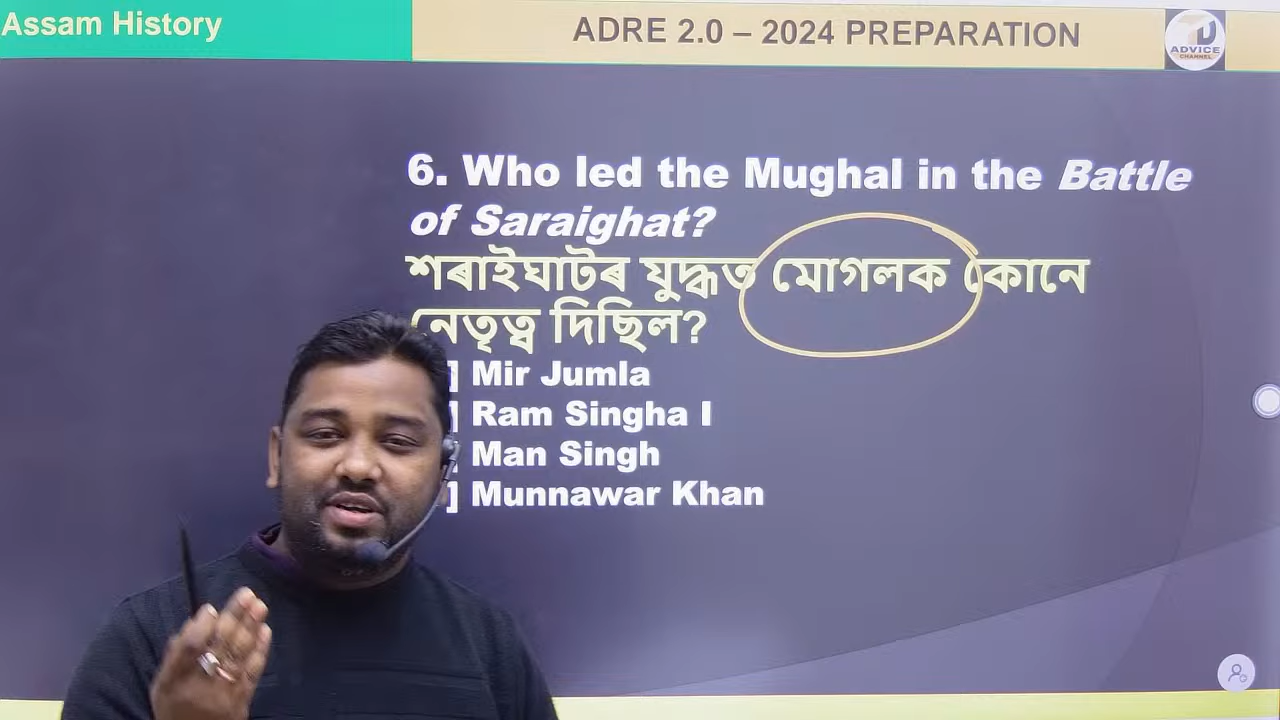 Assam History
ADRE 2.0 – 2024 PREPARATION
ADVICE
CHANNEL
6. Who led the Mughal in the Battle
of Saraighat?
শৰাইঘাটৰ যুদ্ধত মোগলক কোনে
নেতৃত্ব দিছিল?
] Mir Jumla
] Ram Singha I
] Man Singh
] Munnawar Khan